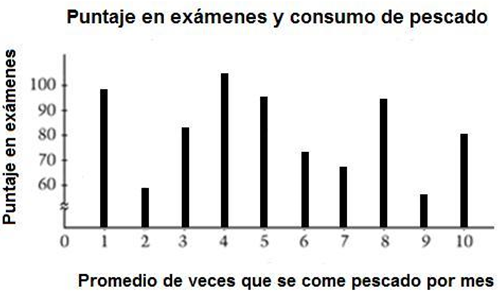 Puntaje en exámenes y consumo de pescado
Puntaje en exámenes
100
90
80
70
60
0 1 2 3 4 5 6 7 8 9 10
Promedio de veces que se come pescado por mes